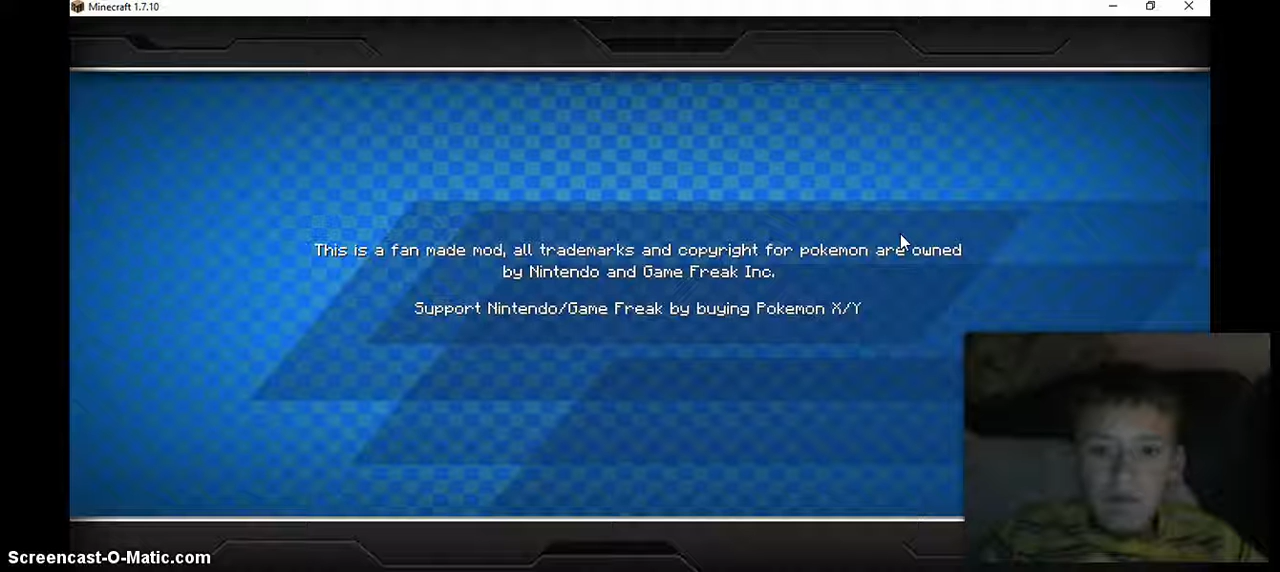 Minecraft 1.7.10
This is a fan made mod, all trademarks and copyright for pokemon are owned
by Nintendo and Game Freak Inc.
Support Nintendo/Game Freak by buying Pokemon X/Y
Screencast-O-Matic.com